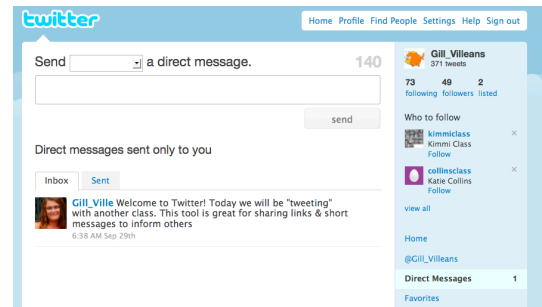 twitter
Home Profile Find People Settings Help Sign out
Send a direct message.
140
send
Direct messages sent only to you
Inbox Sent
Gill_Ville Welcome to Twitter! Today we will be "tweeting"
with another class. This tool is great for sharing links & short
messages to inform others
6:38 AM Sep 29th
Gill_Villeans
371 tweets
73 49 2
following followers listed
Who to follow
kimmiclass
Kimmi Class
Follow
collinsclass
Katie Collins
Follow
view all
Home
@Gill_Villeans
Direct Messages 1
Favorites